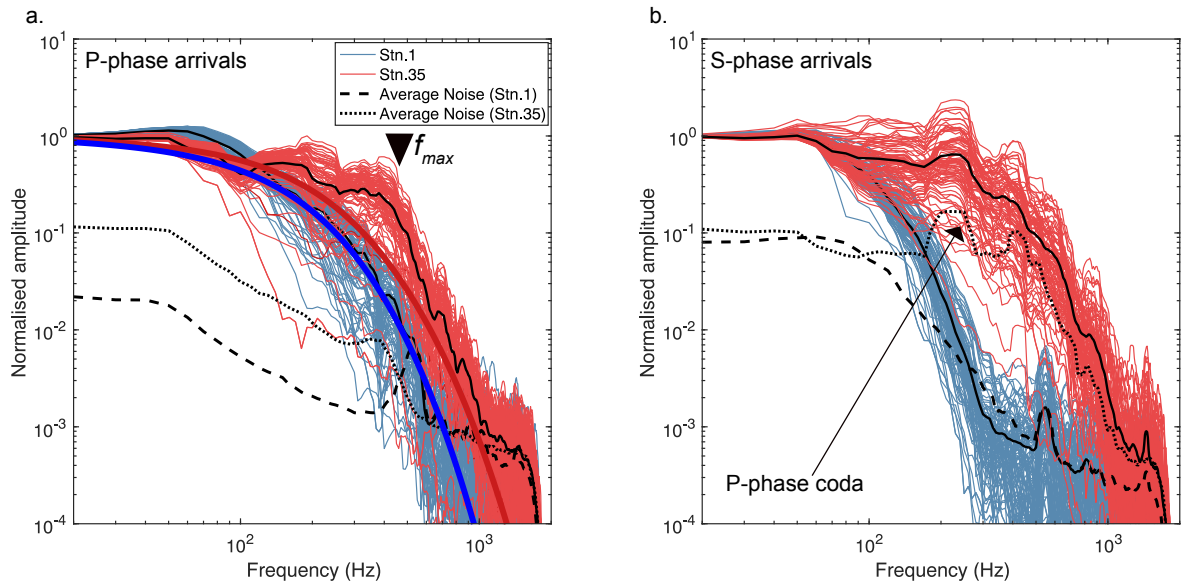 a.
P-phase arrivals
Stn.1
Stn.35
Average Noise (Stn.1)
Average Noise (Stn.35)
f_max
10^1
10^0
10^-1
10^-2
10^-3
10^-4
Normalised amplitude
10^2
10^3
Frequency (Hz)
b.
S-phase arrivals
P-phase coda
10^1
10^0
10^-1
10^-2
10^-3
10^-4
Normalised amplitude
10^2
10^3
Frequency (Hz)